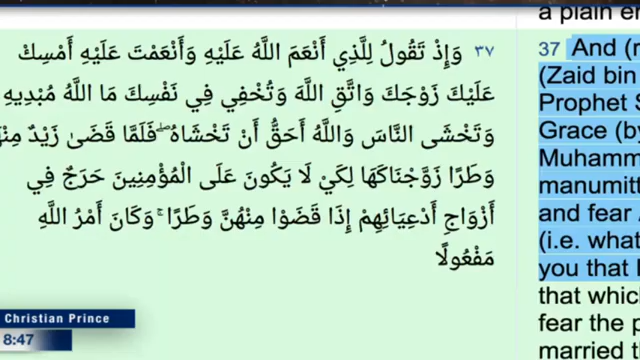 ٣٧ وَإِذْ تَقُولُ لِلَّذِي أَنْعَمَ اللَّهُ عَلَيْهِ وَأَنْعَمْتَ عَلَيْهِ أَمْسِكْ
عَلَيْكَ زَوْجَكَ وَاتَّقِ اللَّهَ وَتُخْفِي فِي نَفْسِكَ مَا اللَّهُ مُبْدِيهِ
وَتَخْشَى النَّاسَ وَاللَّهُ أَحَقُّ أَنْ تَخْشَاهُ ۖ فَلَمَّا قَضَىٰ زَيْدٌ مِنْهَ
وَطَرًا زَوَّجْنَاكَهَا لِكَيْ لَا يَكُونَ عَلَى الْمُؤْمِنِينَ حَرَجٌ فِي
أَزْوَاجِ أَدْعِيَائِهِمْ إِذَا قَضَوْا مِنْهُنَّ وَطَرًا ۚ وَكَانَ أَمْرُ اللَّهِ
مَفْعُولًا
a plain e
37 And (
(Zaid bin
Prophet S
Grace (by
Muhamm
manumitt
and fear
(i.e. what
you that
that which
fear the p
married t
Christian Prince
8:47